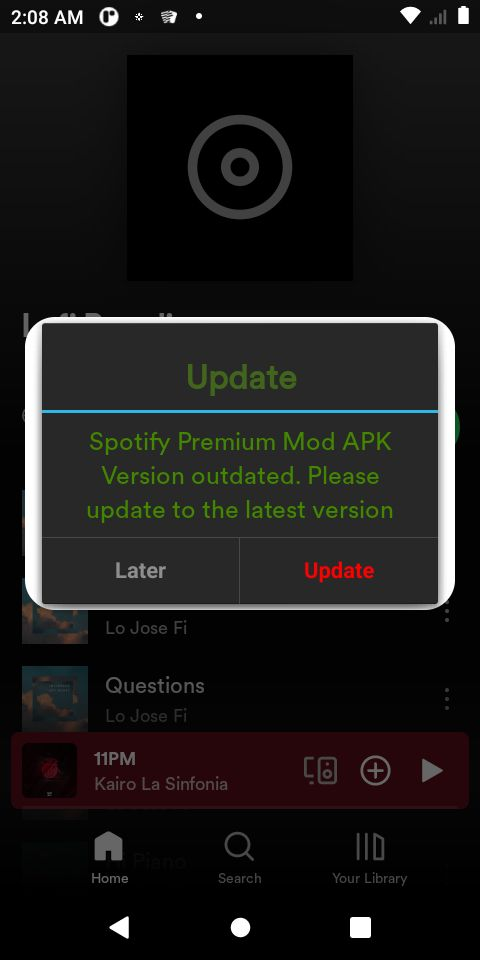 2:08 AM
Update
Spotify Premium Mod APK
Version outdated. Please
update to the latest version
Later
Update
Lo Jose Fi
Questions
Lo Jose Fi
11PM
Kairo La Sinfonia
Piano
Home
Search
Your Library